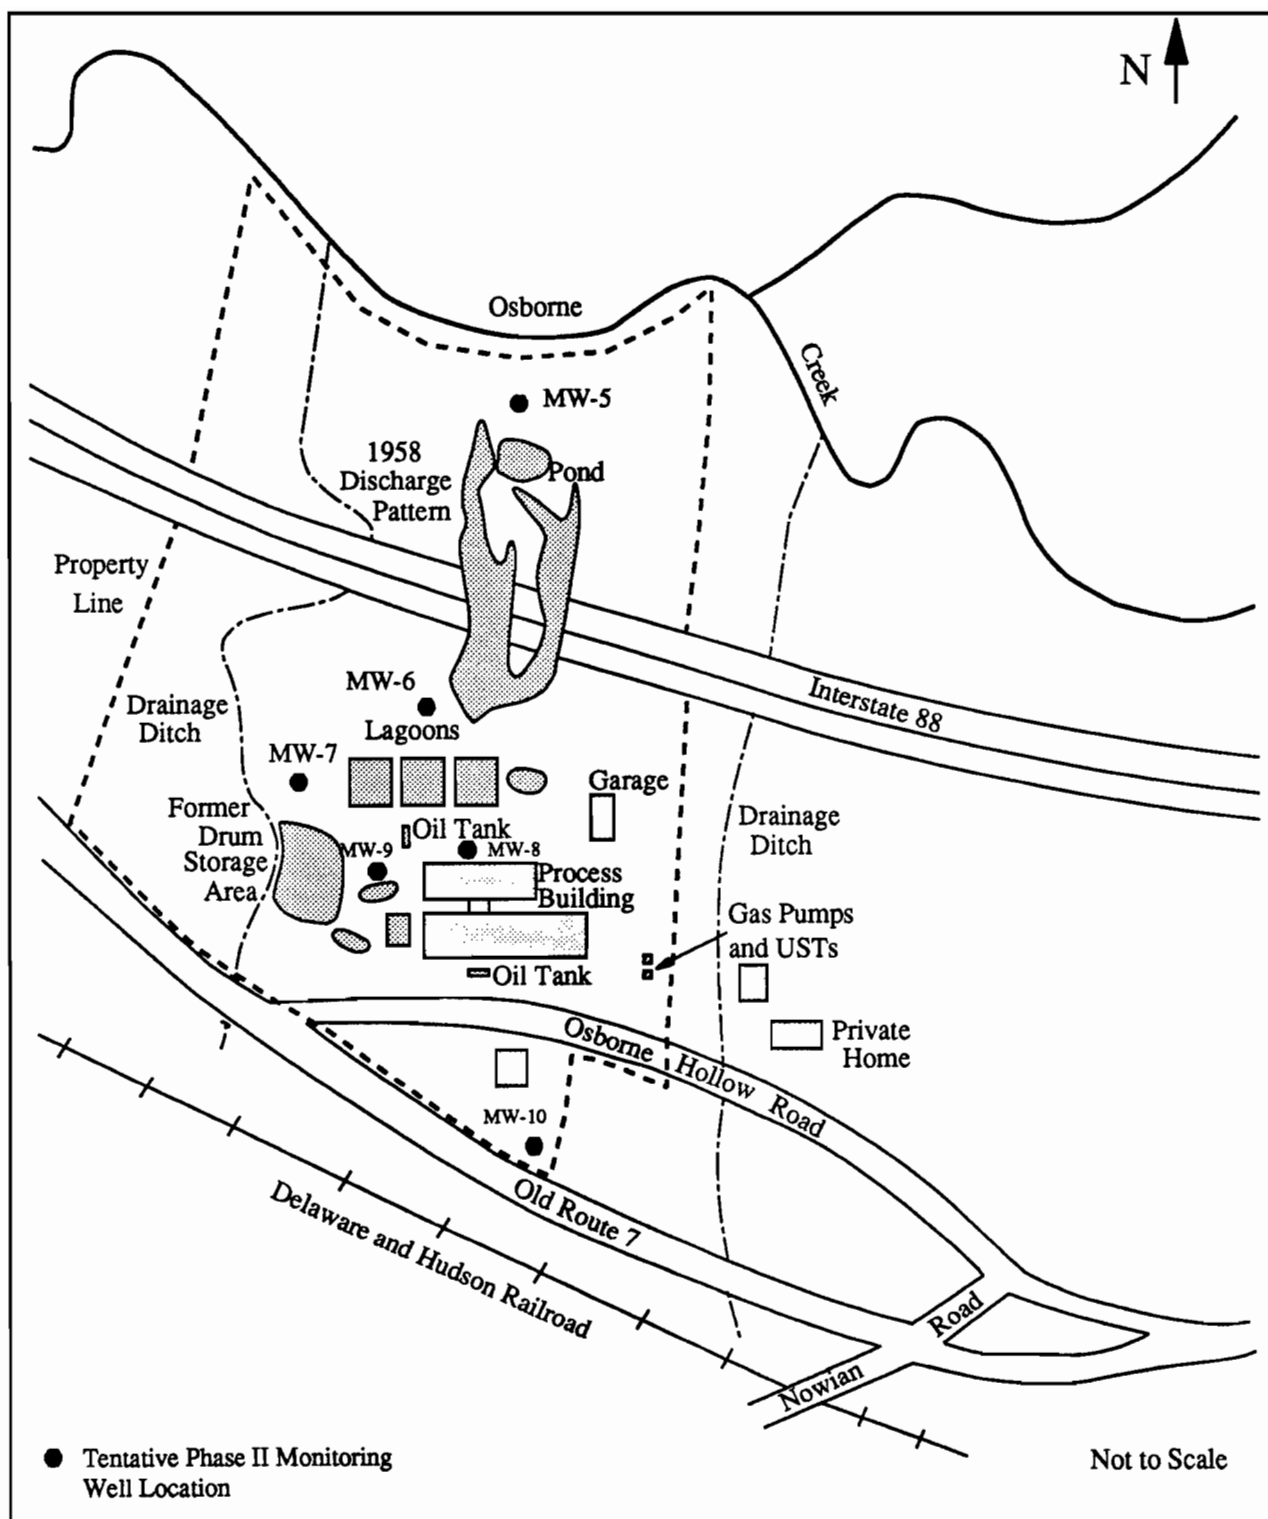 N
Osborne
Creek
MW-5
1958
Discharge
Pattern
Pond
Property
Line
Interstate 88
MW-6
Lagoons
Drainage
Ditch
MW-7
Garage
Former
Drum
Storage
Area
Oil Tank
MW-9
MW-8
Process
Building
Drainage
Ditch
Gas Pumps
and USTs
Oil Tank
Osborne Hollow Road
Private
Home
MW-10
Old Route 7
Delaware and Hudson Railroad
Nowian Road
Tentative Phase II Monitoring
Well Location
Not to Scale